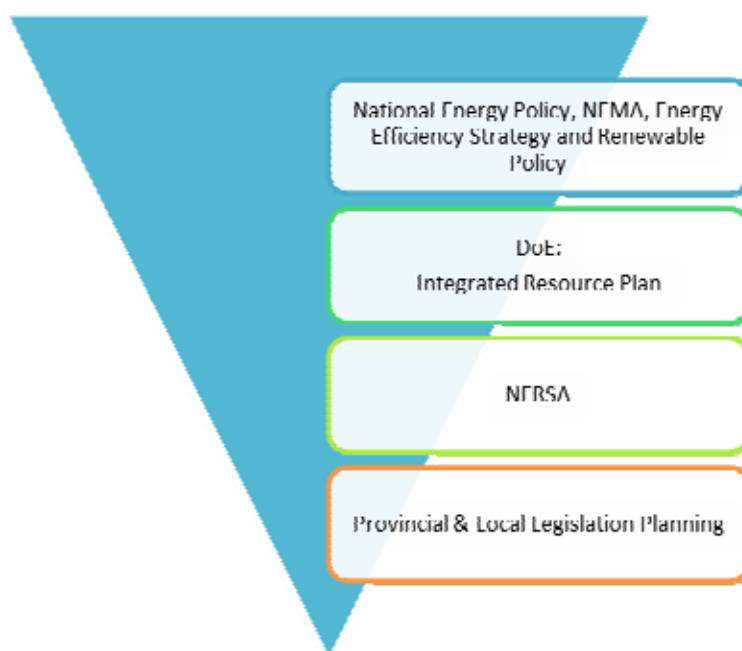 National Energy Policy, NEMA, Energy
Efficiency Strategy and Renewable
Policy
DoE:
Integrated Resource Plan
NERSA
Provincial & Local Legislation Planning